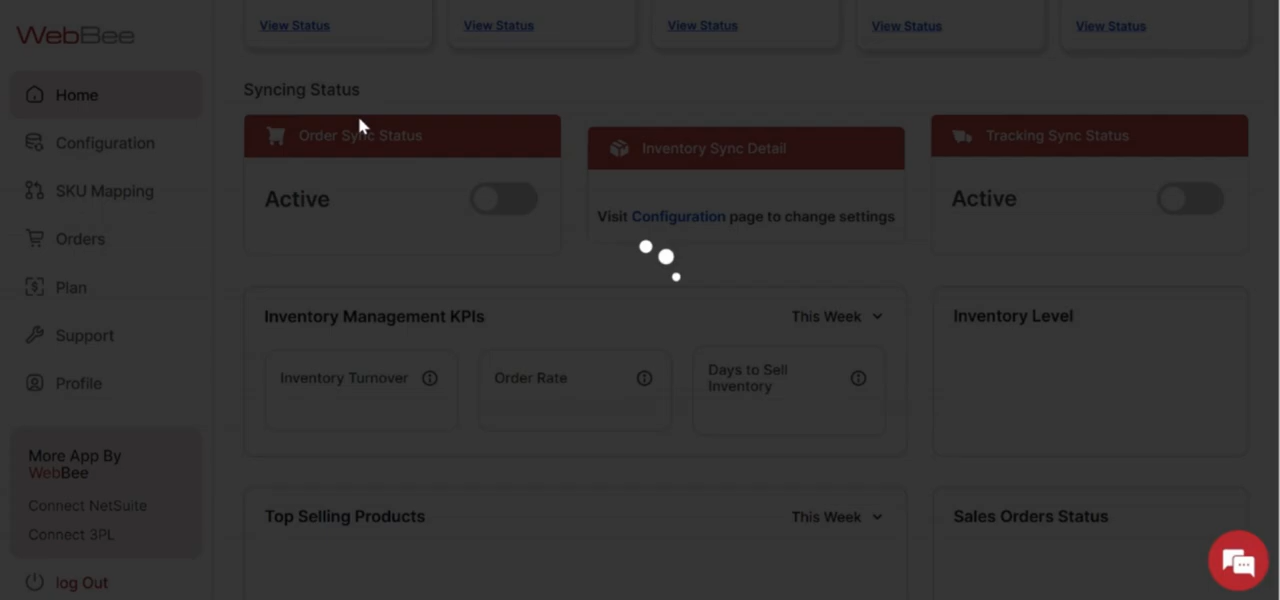 View Status
View Status
View Status
View Status
View Status
WebBee
Home
Configuration
SKU Mapping
Orders
Plan
Support
Profile
More App By
WebBee
Connect NetSuite
Connect 3PL
log Out
Syncing Status
Order Sync Status
Active
Inventory Sync Detail
Visit Configuration page to change settings
Tracking Sync Status
Active
Inventory Management KPIs
This Week
Inventory Turnover
Order Rate
Days to Sell
Inventory
Inventory Level
Top Selling Products
This Week
Sales Orders Status